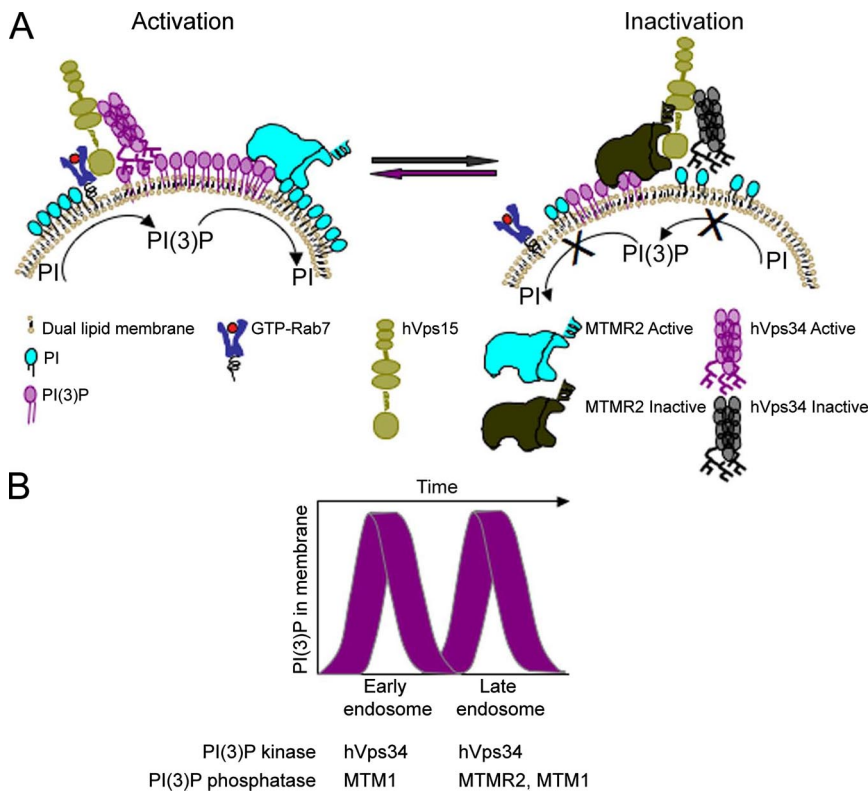 A
Activation
Inactivation
PI
PI(3)P
PI
PI
PI(3)P
PI
Dual lipid membrane
PI
PI(3)P
GTP-Rab7
hVps15
MTMR2 Active
MTMR2 Inactive
hVps34 Active
hVps34 Inactive
B
Time
PI(3)P in membrane
Early
endosome
Late
endosome
PI(3)P kinase hVps34 hVps34
PI(3)P phosphatase MTM1 MTMR2, MTM1